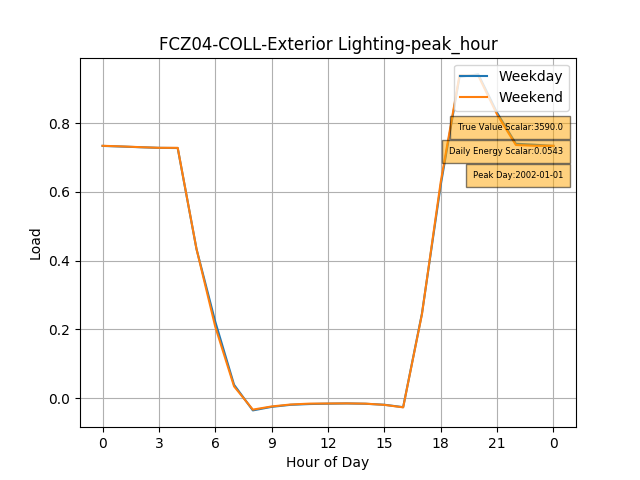 FCZ04-COLL-Exterior Lighting-peak_hour
Weekday
Weekend
True Value Scalar:3590.0
Daily Energy Scalar:0.0543
Peak Day:2002-01-01
Load
0.8
0.6
0.4
0.2
0.0
0 3 6 9 12 15 18 21 0
Hour of Day